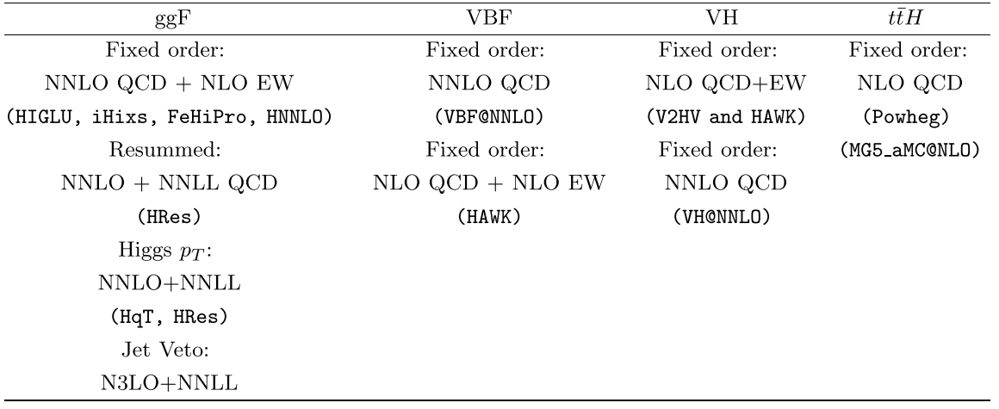 ggF VBF VH tt̄H
Fixed order: Fixed order: Fixed order: Fixed order:
NNLO QCD + NLO EW NNLO QCD NLO QCD+EW NLO QCD
(HIGLU, iHixs, FeHiPro, HNNLO) (VBF@NNLO) (V2HV and HAWK) (Powheg)
Resummed: Fixed order: Fixed order: (MG5_aMC@NLO)
NNLO + NNLL QCD NLO QCD + NLO EW NNLO QCD
(HRes) (HAWK) (VH@NNLO)
Higgs pT:
NNLO+NNLL
(HqT, HRes)
Jet Veto:
N3LO+NNLL